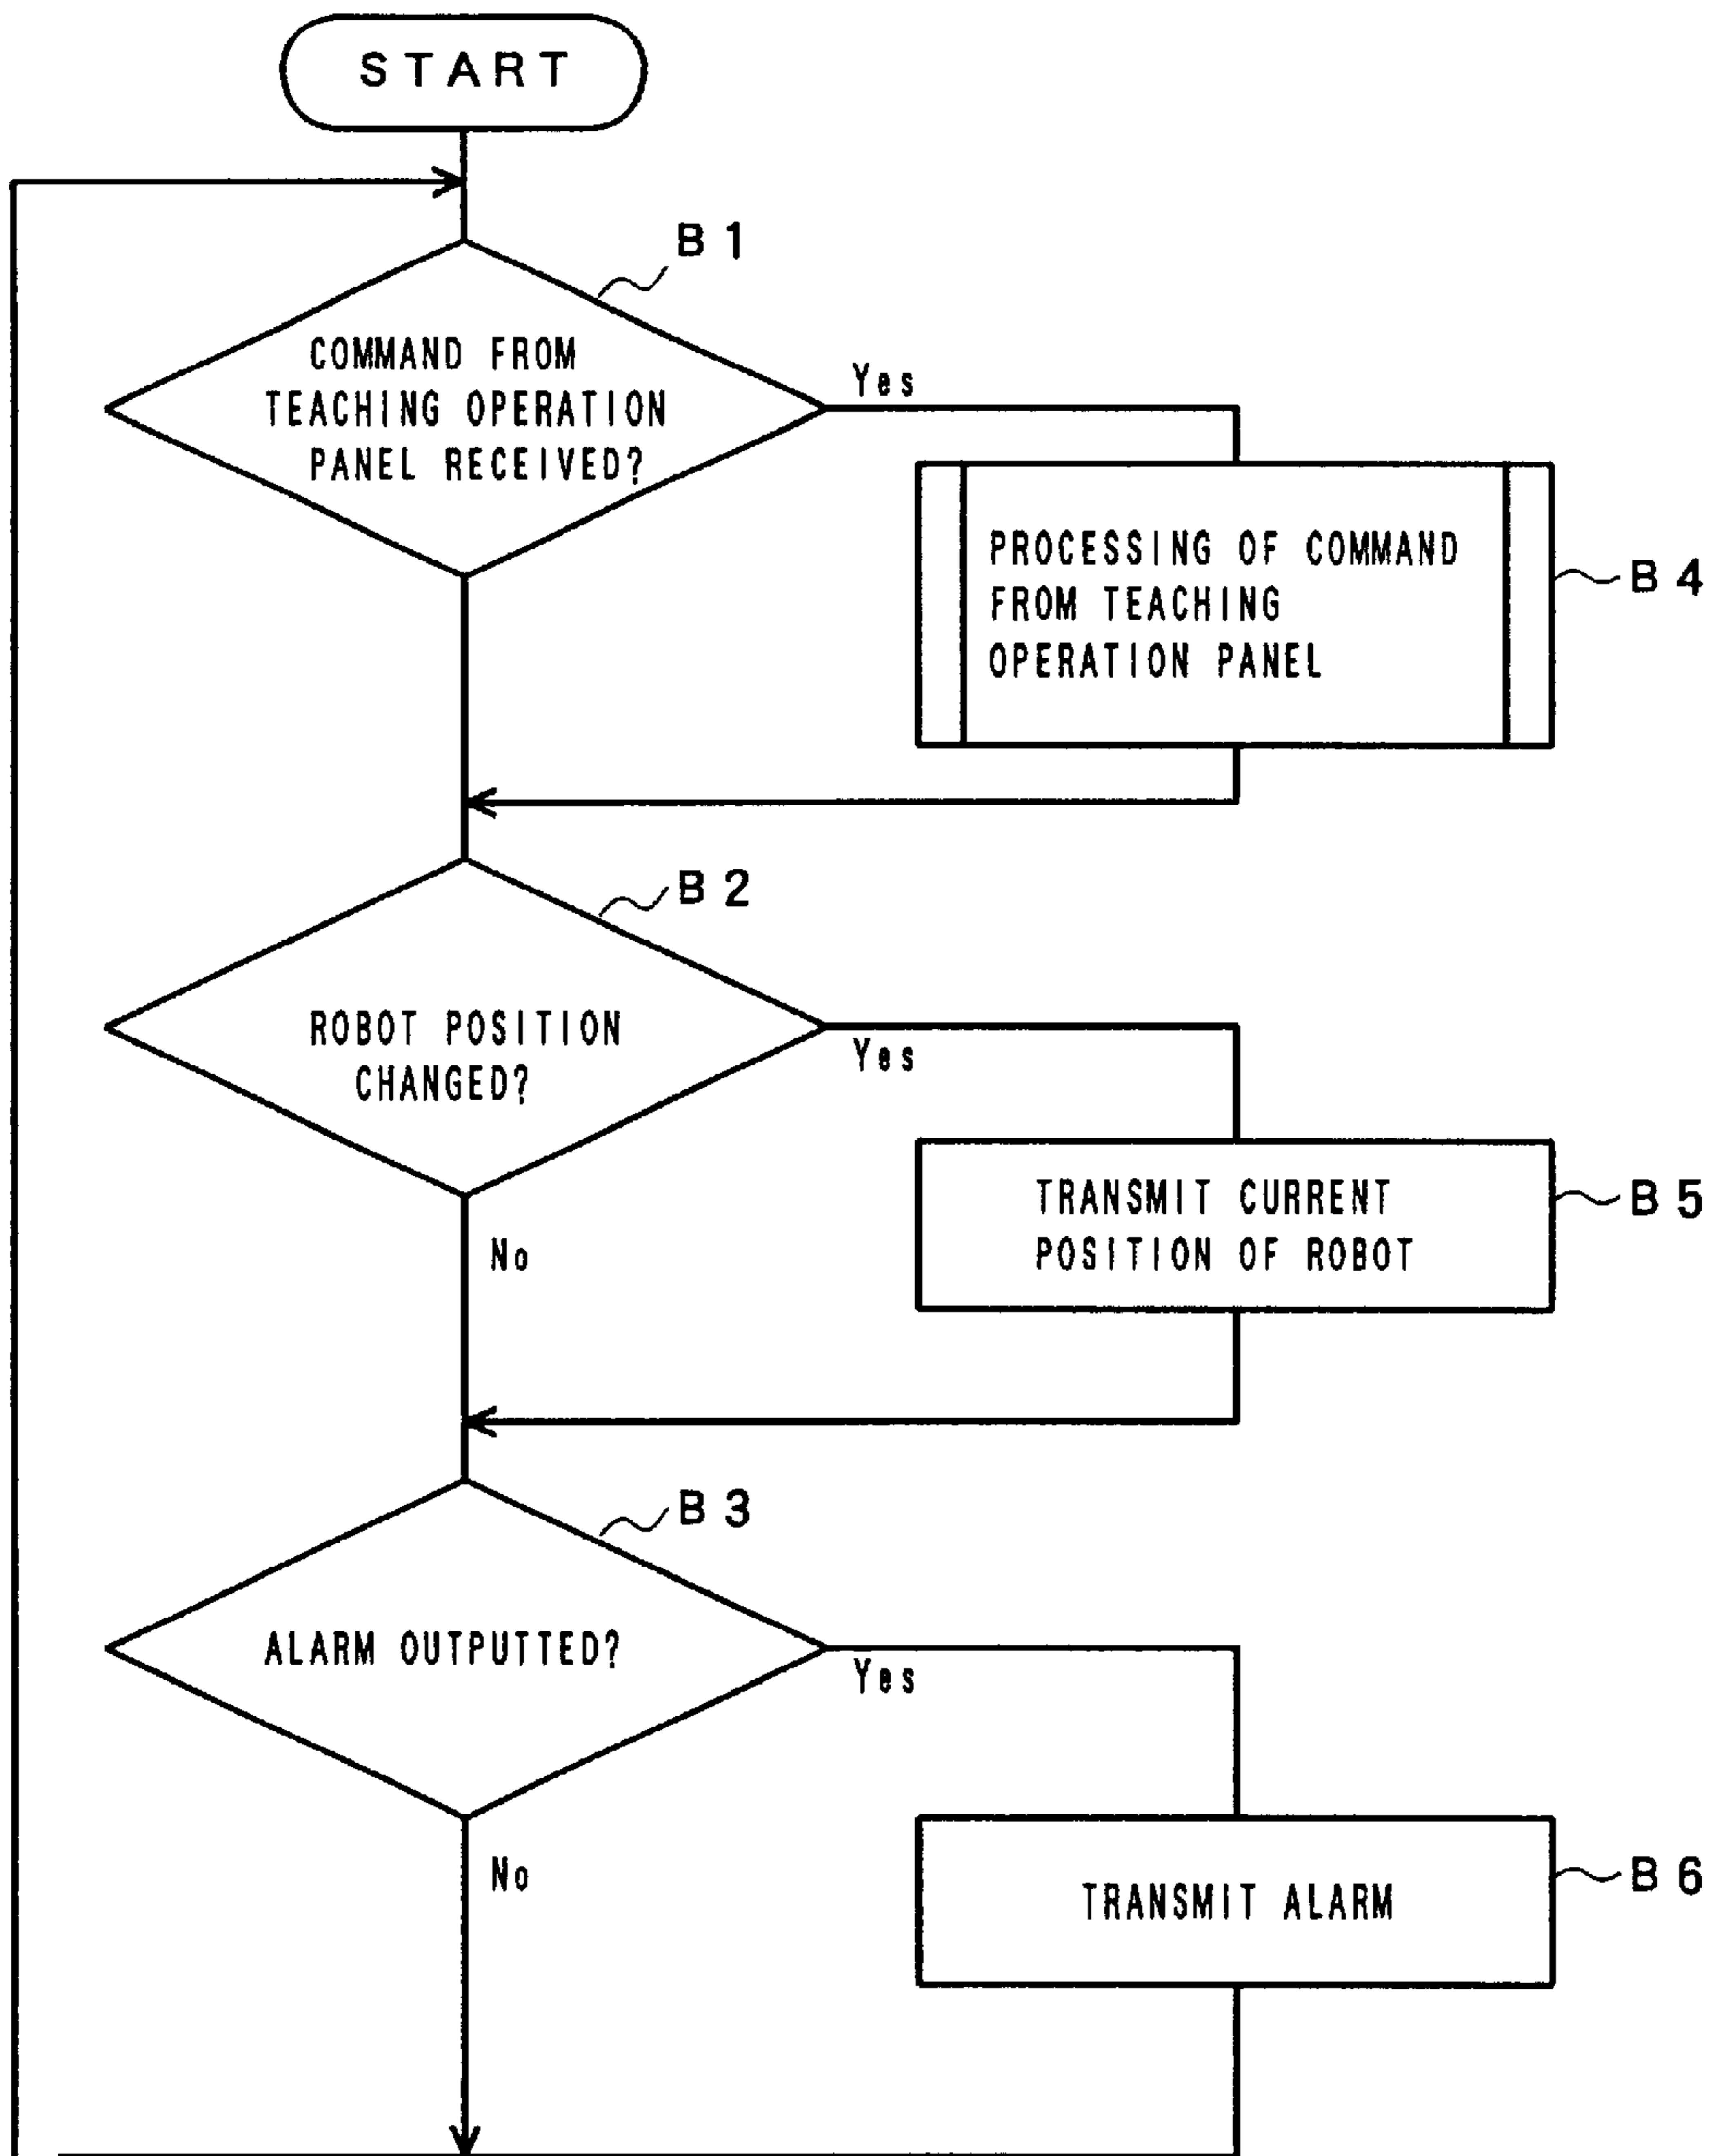 START
B1
COMMAND FROM
TEACHING OPERATION
PANEL RECEIVED?
Yes
PROCESSING OF COMMAND
FROM TEACHING
OPERATION PANEL
B4
B2
ROBOT POSITION
CHANGED?
Yes
No
TRANSMIT CURRENT
POSITION OF ROBOT
B5
B3
ALARM OUTPUTTED?
Yes
No
TRANSMIT ALARM
B6